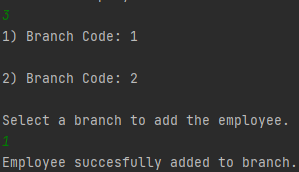 3
1) Branch Code: 1
2) Branch Code: 2
Select a branch to add the employee.
1
Employee succesfully added to branch.